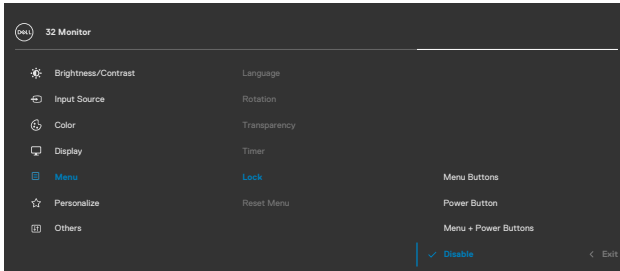 DELL
32 Monitor
Brightness/Contrast
Language
Input Source
Rotation
Color
Transparency
Display
Timer
Menu
Lock
Menu Buttons
Personalize
Reset Menu
Power Button
Others
Menu + Power Buttons
Disable
Exit